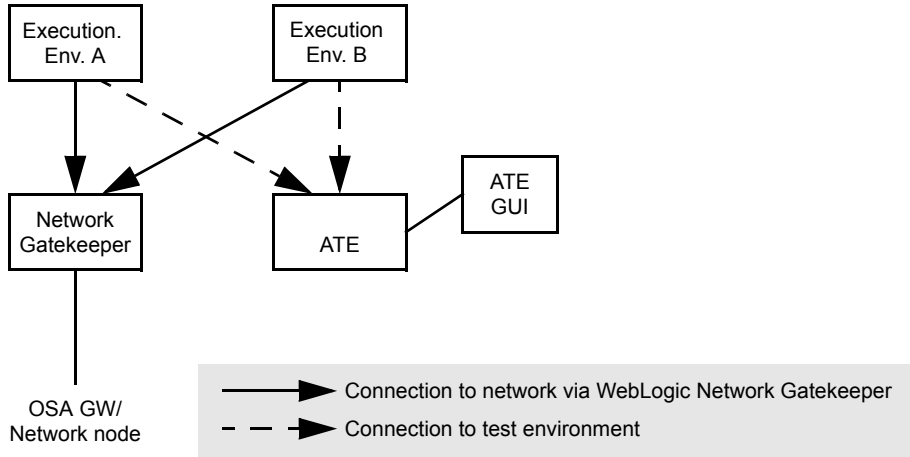 Execution.
Env. A
Execution
Env. B
Network
Gatekeeper
ATE
ATE
GUI
OSA GW/
Network node
Connection to network via WebLogic Network Gatekeeper
Connection to test environment